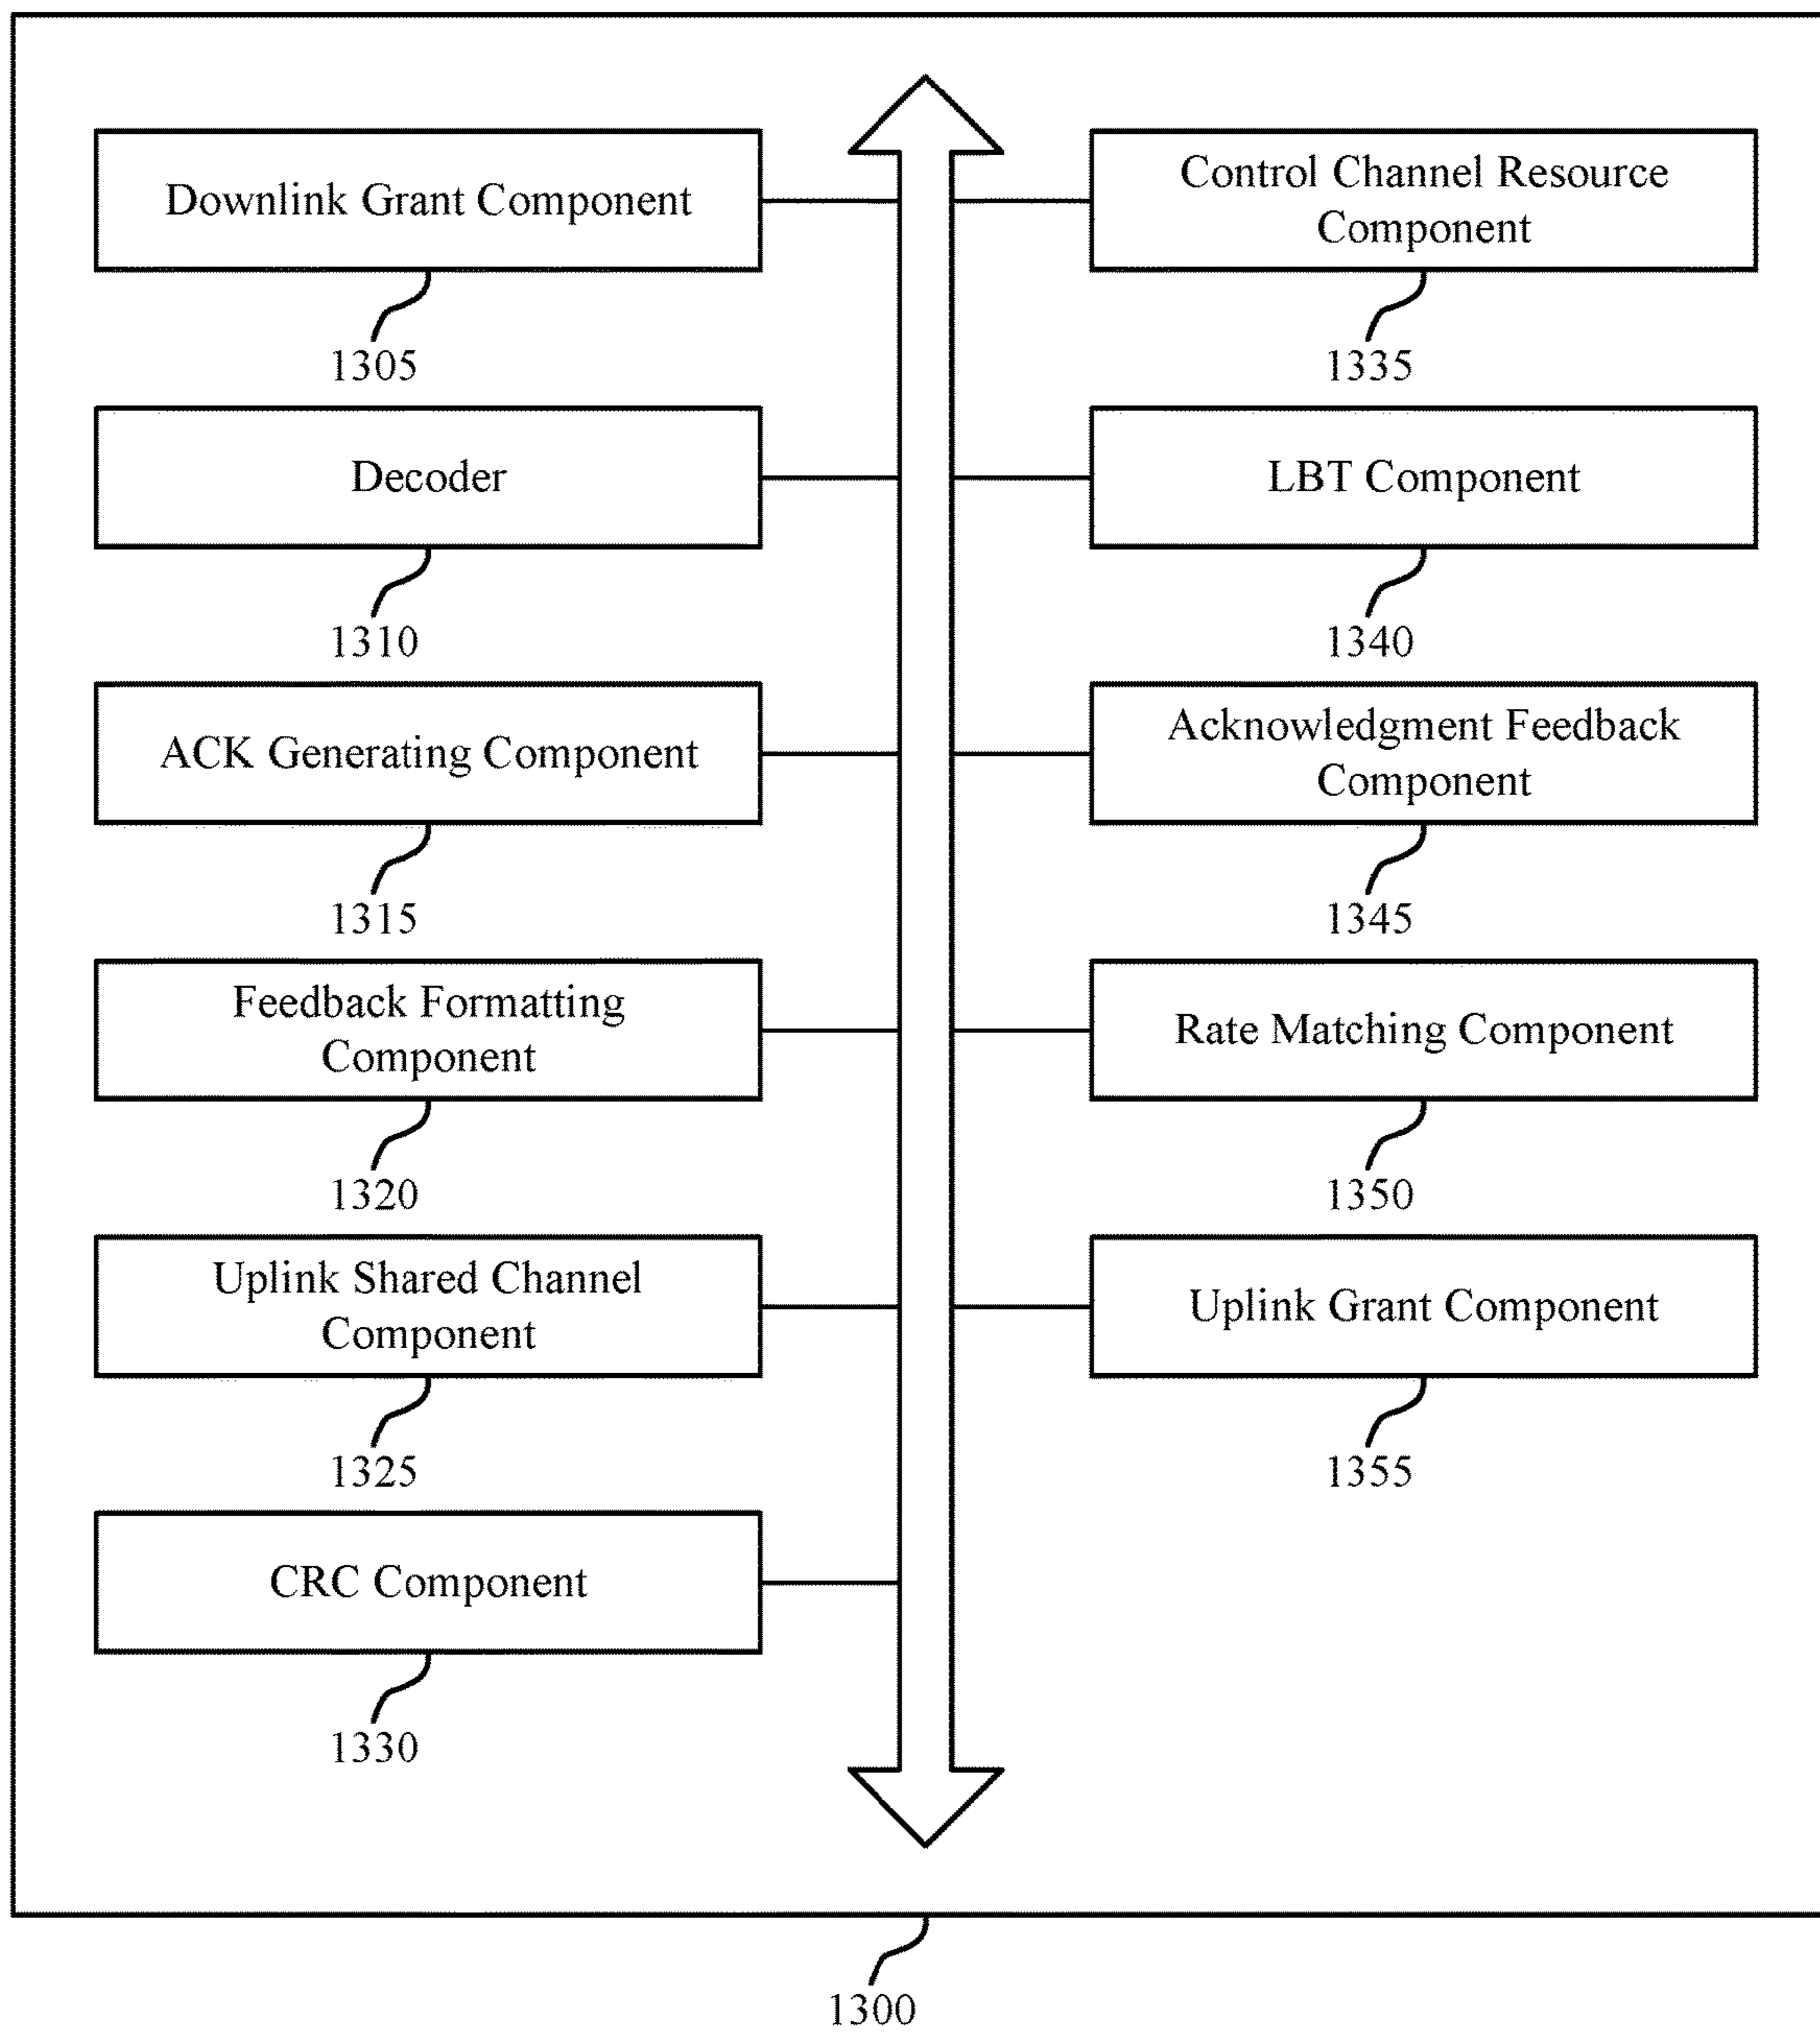 Downlink Grant Component
1305
Decoder
1310
ACK Generating Component
1315
Feedback Formatting
Component
1320
Uplink Shared Channel
Component
1325
CRC Component
1330
Control Channel Resource
Component
1335
LBT Component
1340
Acknowledgment Feedback
Component
1345
Rate Matching Component
1350
Uplink Grant Component
1355
1300